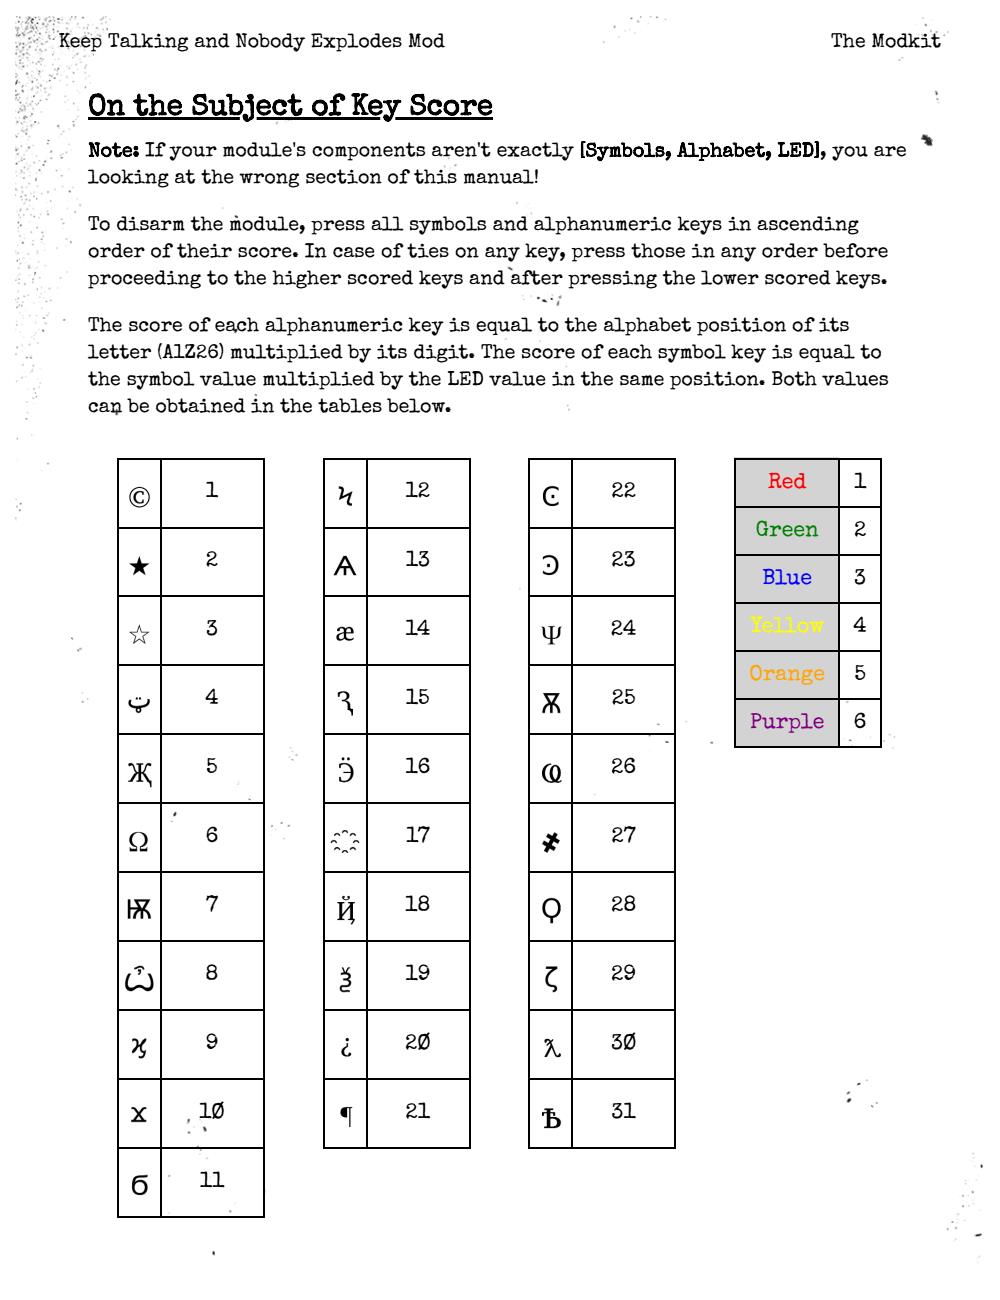 Keep Talking and Nobody Explodes Mod
The Modkit
On the Subject of Key Score
Note: If your module's components aren't exactly [Symbols, Alphabet, LED], you are
looking at the wrong section of this manual!
To disarm the module, press all symbols and alphanumeric keys in ascending
order of their score. In case of ties on any key, press those in any order before
proceeding to the higher scored keys and after pressing the lower scored keys.
The score of each alphanumeric key is equal to the alphabet position of its
letter (A1Z26) multiplied by its digit. The score of each symbol key is equal to
the symbol value multiplied by the LED value in the same position. Both values
can be obtained in the tables below.
© 1
★ 2
☆ 3
ټ 4
Җ 5
Ω 6
Ѭ 7
Ѽ 8
ϗ 9
ϫ 10
Ϭ 11
Ϟ 12
Ѧ 13
æ 14
Ԇ 15
Ӭ 16
҈ 17
Ҋ 18
Ѯ 19
¿ 20
¶ 21
Ͼ 22
Ͽ 23
Ψ 24
Ѫ 25
Ҩ 26
҂ 27
Ϙ 28
ζ 29
ƛ 30
Ѣ 31
Red 1
Green 2
Blue 3
Yellow 4
Orange 5
Purple 6